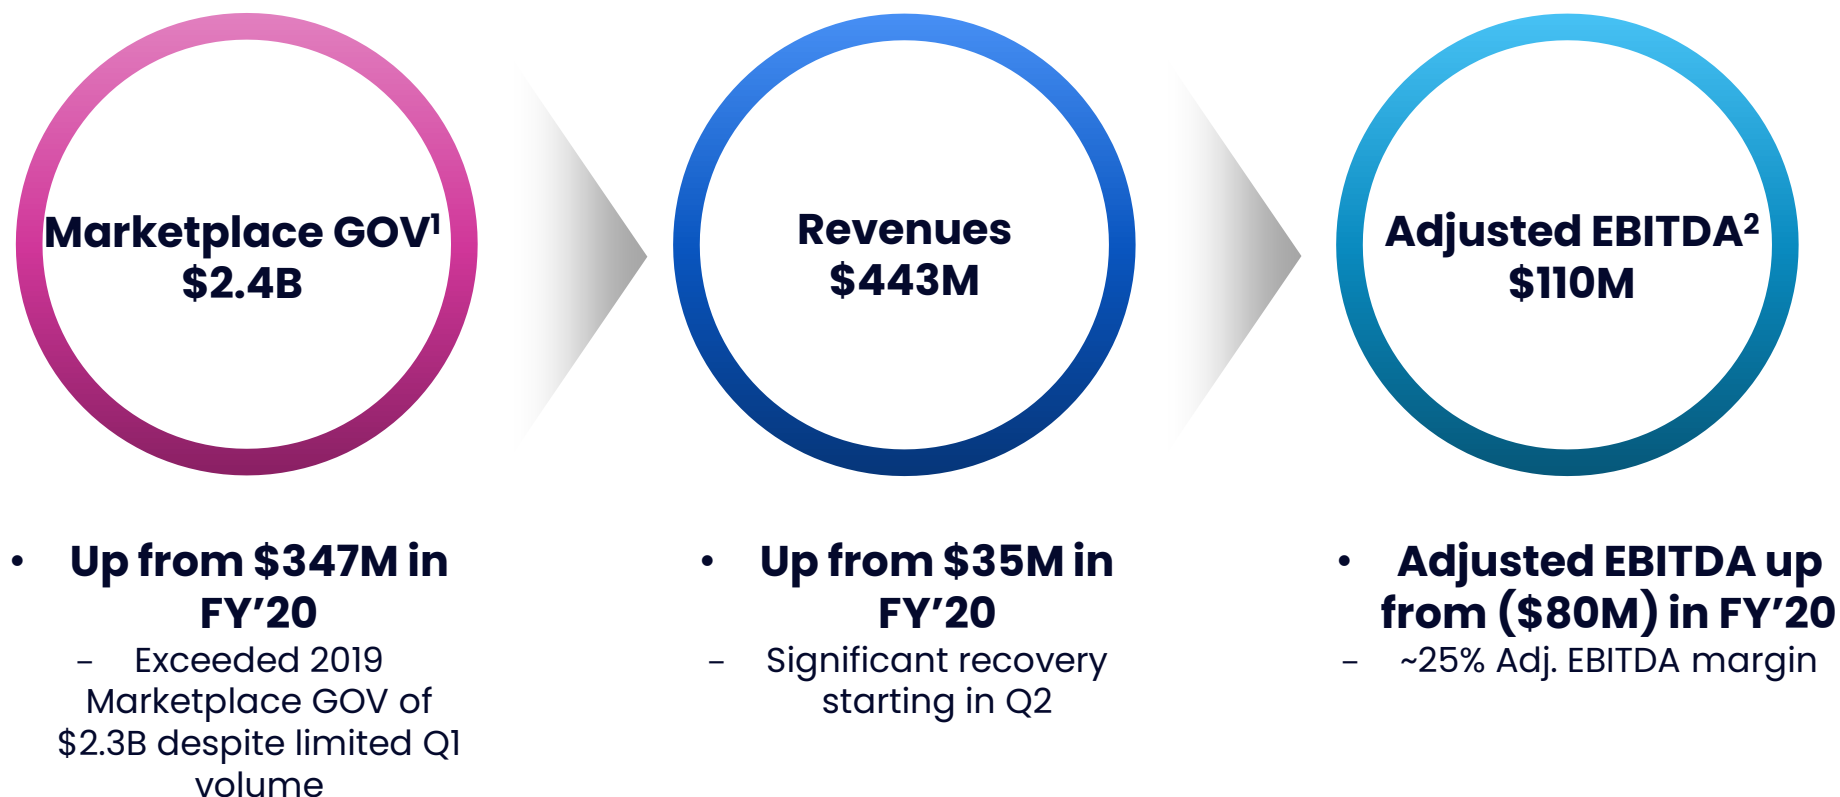 Marketplace GOV¹
$2.4B
Revenues
$443M
Adjusted EBITDA²
$110M
• Up from $347M in
FY’20
– Exceeded 2019
Marketplace GOV of
$2.3B despite limited Q1
volume
• Up from $35M in
FY’20
– Significant recovery
starting in Q2
• Adjusted EBITDA up
from ($80M) in FY’20
– ~25% Adj. EBITDA margin